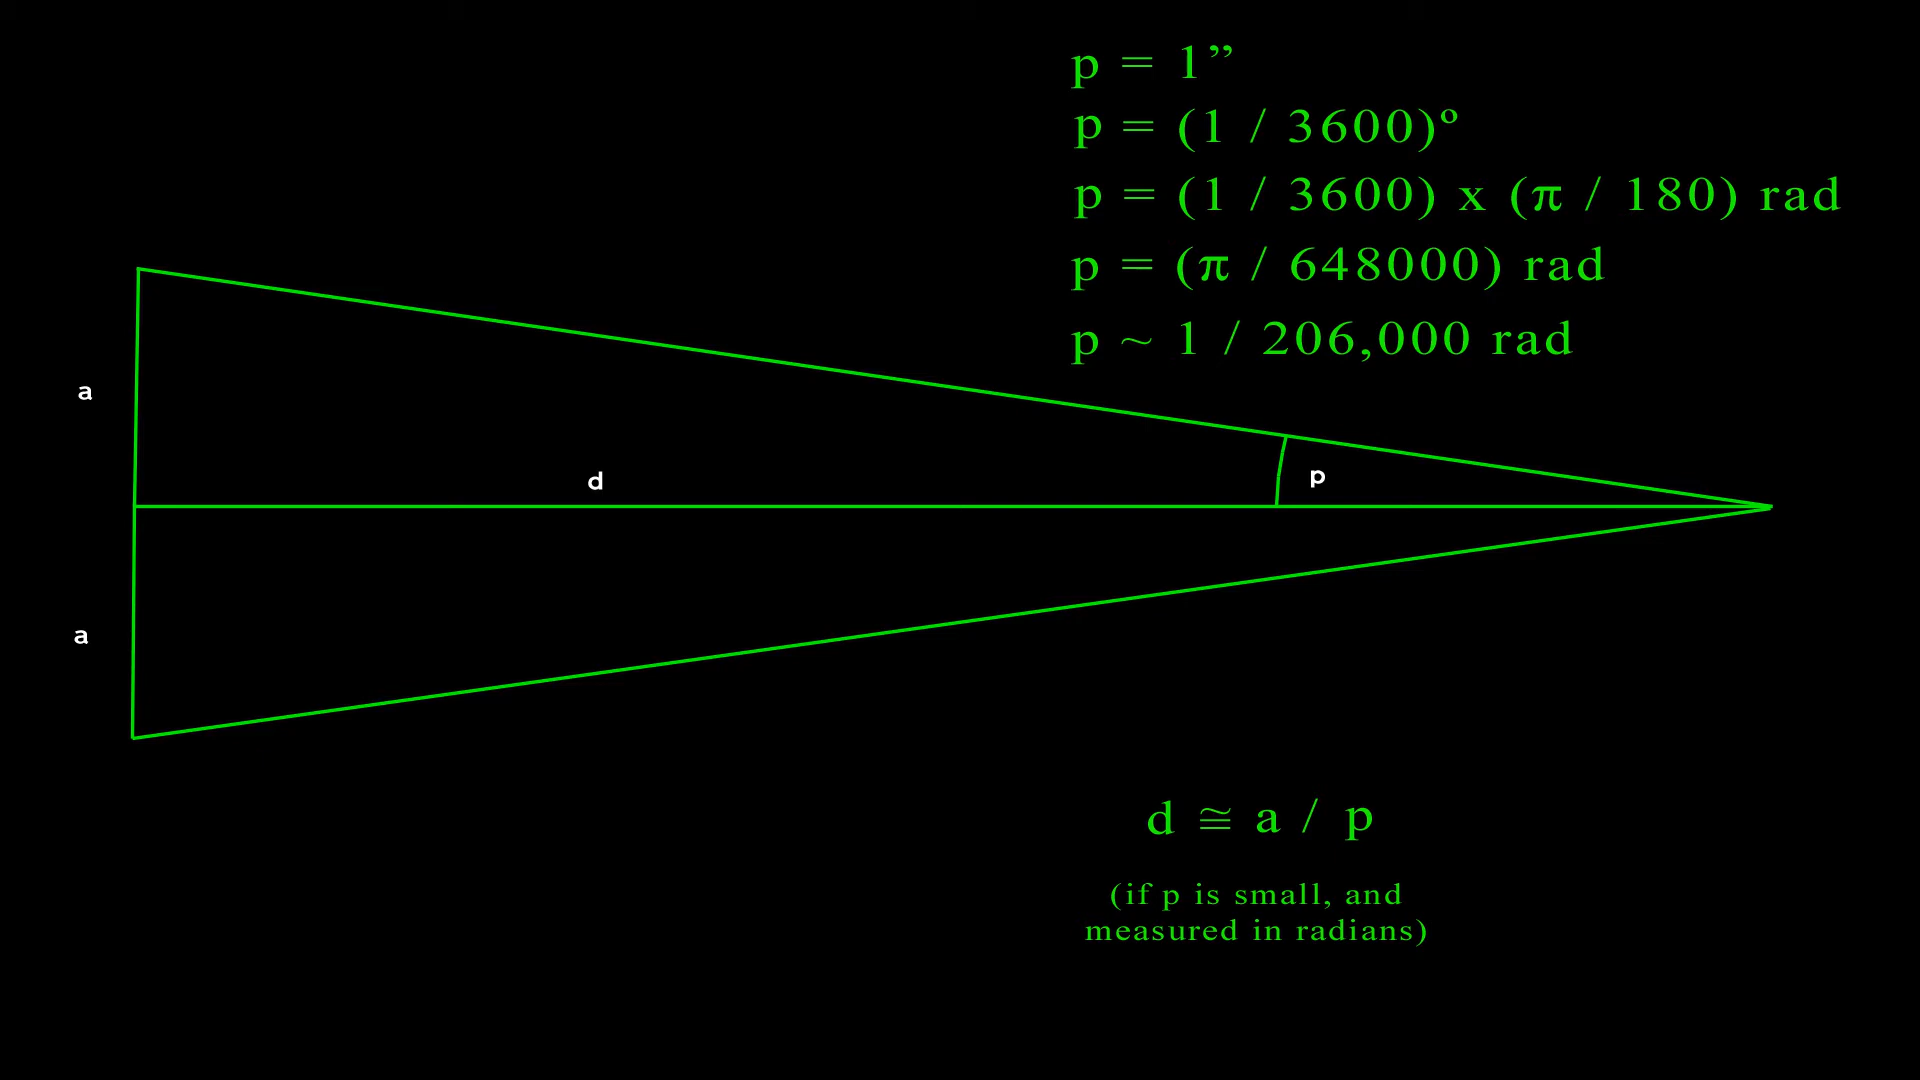 p = 1”
p = (1 / 3600)º
p = (1 / 3600) x (π / 180) rad
p = (π / 648000) rad
p ~ 1 / 206,000 rad
a
d
p
a
d ≅ a / p
(if p is small, and
measured in radians)